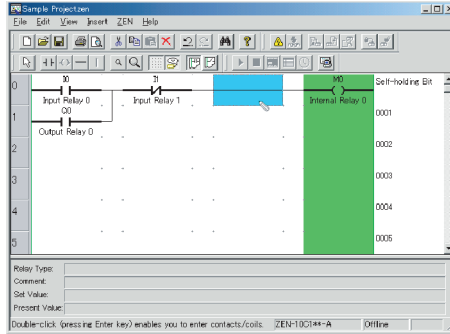 Sample Project.zen
File Edit View Insert ZEN Help
0 I0 I1 M0 Self-holding Bit
Input Relay 0 Input Relay 1 Internal Relay 0
1 Q0 0001
Output Relay 0
2 0002
3 0003
4 0004
5 0005
Relay Type:
Comment:
Set Value:
Present Value:
Double-click (pressing Enter key) enables you to enter contacts/coils. ZEN-10C1**-A Offline